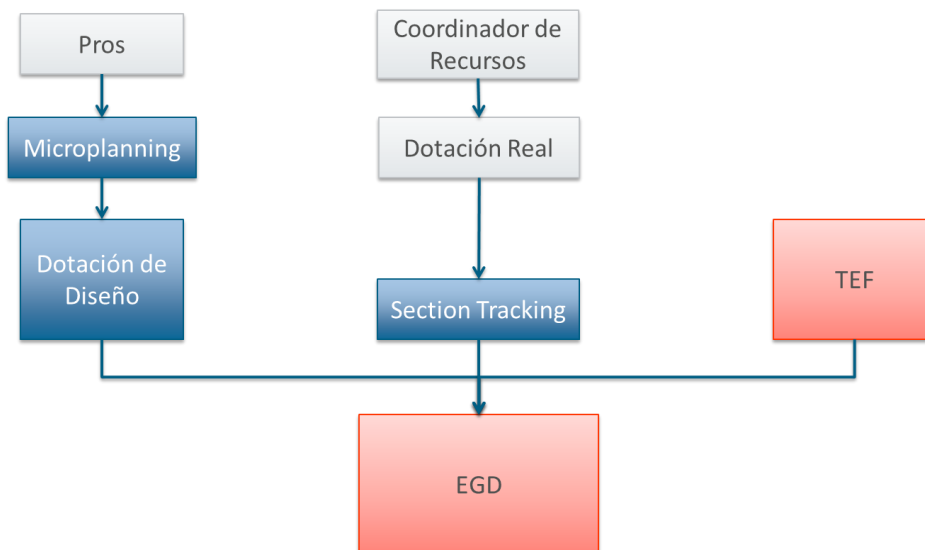 Pros
Coordinador de
Recursos
Microplanning
Dotación Real
Dotación de
Diseño
Section Tracking
TEF
EGD